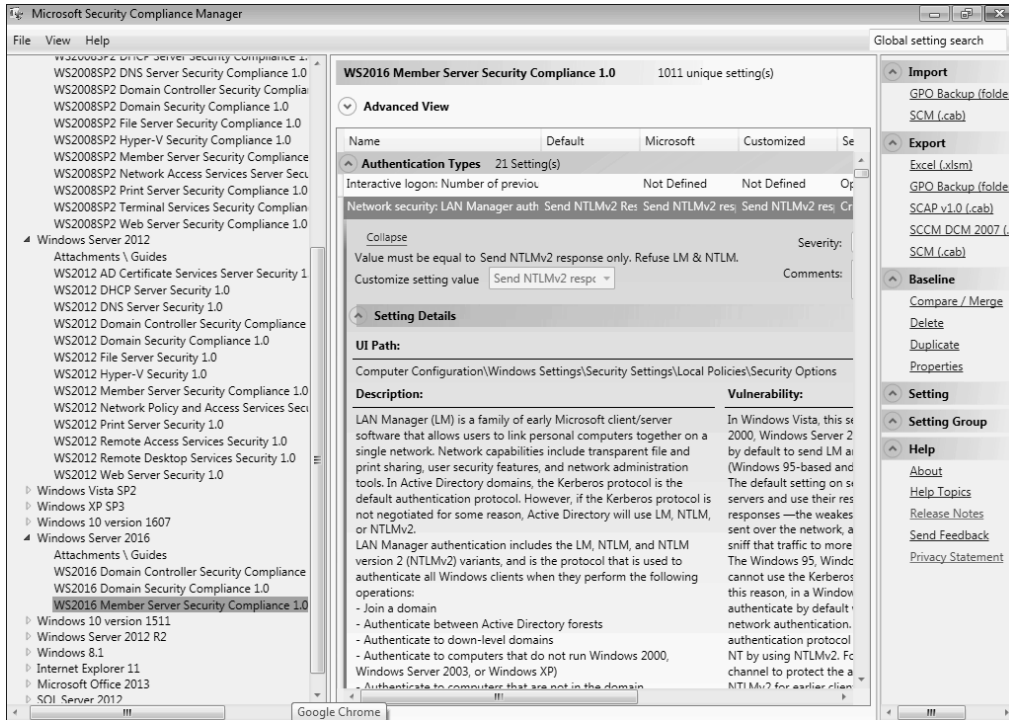 Microsoft Security Compliance Manager
File View Help
Global setting search
WS2008SP2 DHCP Server Security Compliance 1.
WS2008SP2 DNS Server Security Compliance 1.0
WS2008SP2 Domain Controller Security Complia
WS2008SP2 Domain Security Compliance 1.0
WS2008SP2 File Server Security Compliance 1.0
WS2008SP2 Hyper-V Security Compliance 1.0
WS2008SP2 Member Server Security Compliance
WS2008SP2 Network Access Services Server Secu
WS2008SP2 Print Server Security Compliance 1.0
WS2008SP2 Terminal Services Security Complian
WS2008SP2 Web Server Security Compliance 1.0
Windows Server 2012
Attachments \ Guides
WS2012 AD Certificate Services Server Security 1.
WS2012 DHCP Server Security 1.0
WS2012 DNS Server Security 1.0
WS2012 Domain Controller Security Compliance
WS2012 Domain Security Compliance 1.0
WS2012 File Server Security 1.0
WS2012 Hyper-V Security 1.0
WS2012 Member Server Security Compliance 1.0
WS2012 Network Policy and Access Services Secu
WS2012 Print Server Security 1.0
WS2012 Remote Access Services Security 1.0
WS2012 Remote Desktop Services Security 1.0
WS2012 Web Server Security 1.0
Windows Vista SP2
Windows XP SP3
Windows 10 version 1607
Windows Server 2016
Attachments \ Guides
WS2016 Domain Controller Security Compliance
WS2016 Domain Security Compliance 1.0
WS2016 Member Server Security Compliance 1.0
Windows 10 version 1511
Windows Server 2012 R2
Windows 8.1
Internet Explorer 11
Microsoft Office 2013
SQL Server 2012
Google Chrome
WS2016 Member Server Security Compliance 1.0 1011 unique setting(s)
Advanced View
Name Default Microsoft Customized Se
Authentication Types 21 Setting(s)
Interactive logon: Number of previou Not Defined Not Defined Op
Network security: LAN Manager auth Send NTLMv2 Res Send NTLMv2 res Send NTLMv2 res Cr
Collapse
Severity:
Value must be equal to Send NTLMv2 response only. Refuse LM & NTLM.
Customize setting value Send NTLMv2 respc Comments:
Setting Details
UI Path:
Computer Configuration\Windows Settings\Security Settings\Local Policies\Security Options
Description:
LAN Manager (LM) is a family of early Microsoft client/server
software that allows users to link personal computers together on a
single network. Network capabilities include transparent file and
print sharing, user security features, and network administration
tools. In Active Directory domains, the Kerberos protocol is the
default authentication protocol. However, if the Kerberos protocol is
not negotiated for some reason, Active Directory will use LM, NTLM,
or NTLMv2.
LAN Manager authentication includes the LM, NTLM, and NTLM
version 2 (NTLMv2) variants, and is the protocol that is used to
authenticate all Windows clients when they perform the following
operations:
- Join a domain
- Authenticate between Active Directory forests
- Authenticate to down-level domains
- Authenticate to computers that do not run Windows 2000,
Windows Server 2003, or Windows XP)
- Authenticate to computers that are not in the domain
Vulnerability:
In Windows Vista, this se
2000, Windows Server 2
by default to send LM a
(Windows 95-based and
The default setting on se
servers and use their res
responses —the weakes
sent over the network, a
sniff that traffic to more
The Windows 95, Windo
cannot use the Kerberos
this reason, in a Window
authenticate by default
network authentication.
authentication protocol
NT by using NTLMv2. Fo
channel to protect the a
NTLMv2 for earlier clien
Import
GPO Backup (folde
SCM (.cab)
Export
Excel (.xlsm)
GPO Backup (folde
SCAP v1.0 (.cab)
SCCM DCM 2007 (.
SCM (.cab)
Baseline
Compare / Merge
Delete
Duplicate
Properties
Setting
Setting Group
Help
About
Help Topics
Release Notes
Send Feedback
Privacy Statement